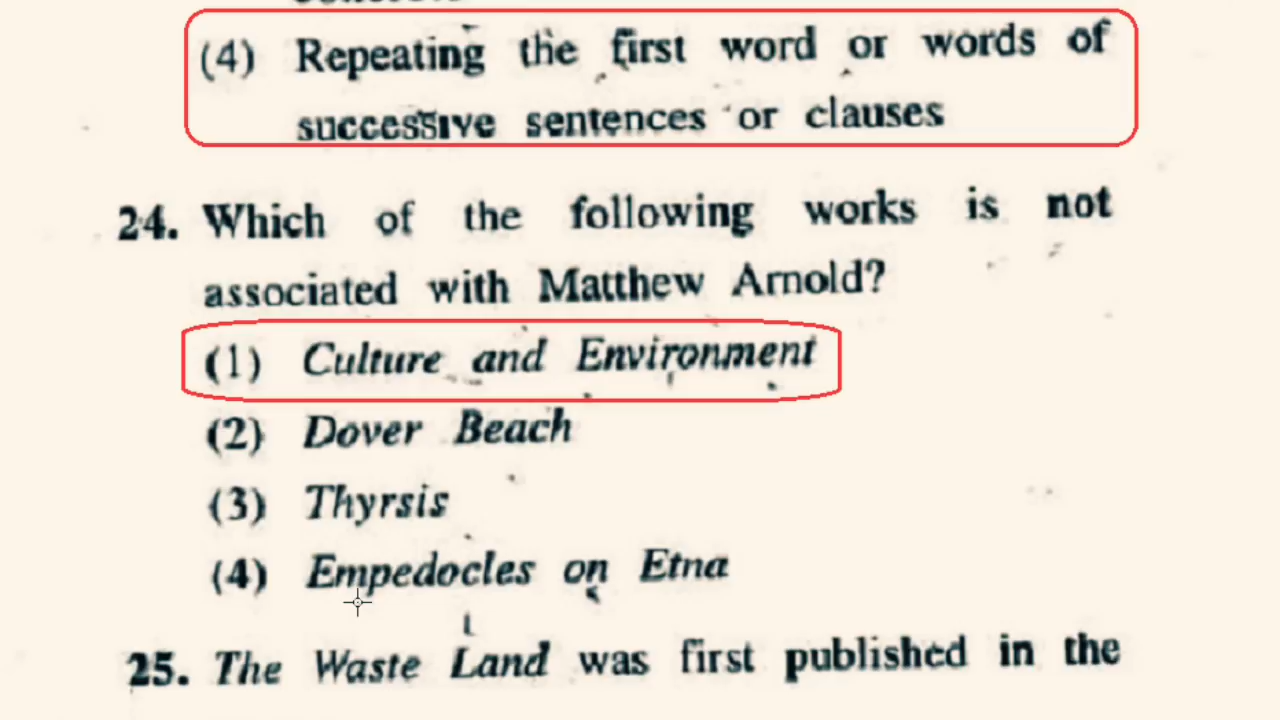 (4) Repeating the first word or words of
successive sentences or clauses
24. Which of the following works is not
associated with Matthew Arnold?
(1) Culture and Environment
(2) Dover Beach
(3) Thyrsis
(4) Empedocles on Etna
25. The Waste Land was first published in the